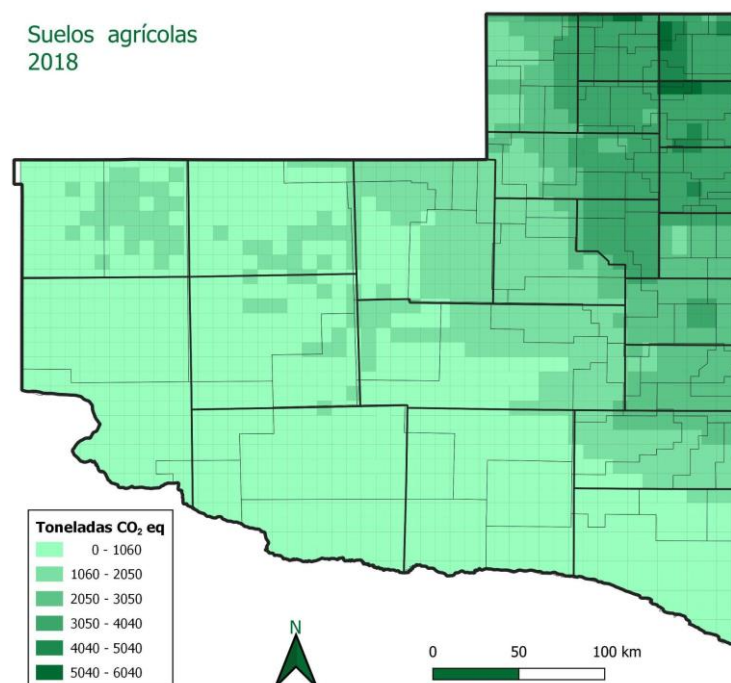 Suelos agrícolas
2018
Toneladas CO₂ eq
0 - 1060
1060 - 2050
2050 - 3050
3050 - 4040
4040 - 5040
5040 - 6040
N
0 50 100 km